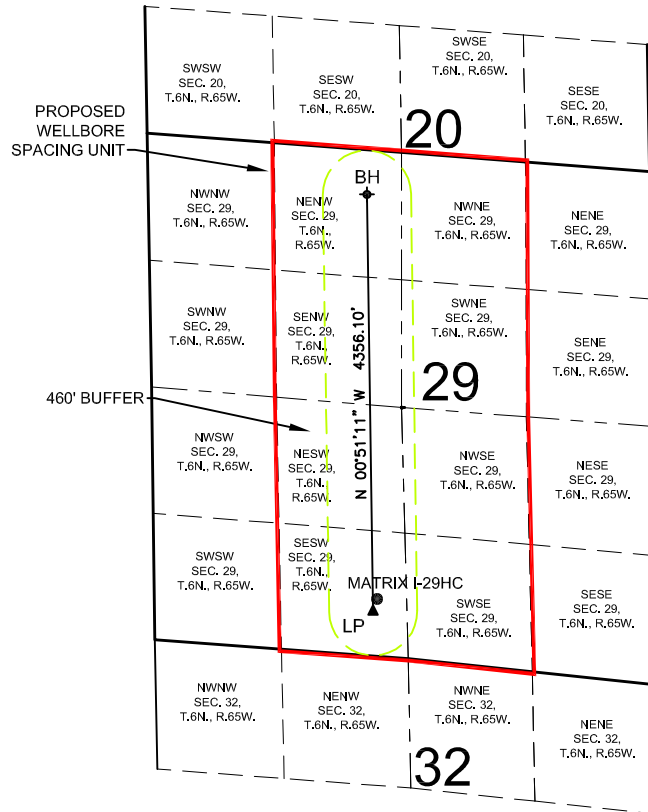 SWSW
SEC. 20,
T.6N., R.65W.
SESW
SEC. 20,
T.6N., R.65W.
SWSE
SEC. 20,
T.6N., R.65W.
SESE
SEC. 20,
T.6N., R.65W.
PROPOSED
WELLBORE
SPACING UNIT
20
BH
NWNW
SEC. 29,
T.6N., R.65W.
NENW
SEC. 29,
T.6N.,
R.65W.
NWNE
SEC. 29,
T.6N., R.65W.
NENE
SEC. 29,
T.6N., R.65W.
SWNW
SEC. 29,
T.6N., R.65W.
SENW
SEC. 29,
T.6N.,
R.65W.
N 00°51'11" W 4356.10'
SWNE
SEC. 29,
T.6N., R.65W.
SENE
SEC. 29,
T.6N., R.65W.
29
460' BUFFER
NWSW
SEC. 29,
T.6N., R.65W.
NESW
SEC. 29,
T.6N.
R.65W.
NWSE
SEC. 29,
T.6N., R.65W.
NESE
SEC. 29,
T.6N., R.65W.
SWSW
SEC. 29,
T.6N., R.65W.
SESW
SEC. 29,
T.6N.,
R.65W.
MATRIX I-29HC
LP
SWSE
SEC. 29,
T.6N., R.65W.
SESE
SEC. 29,
T.6N., R.65W.
NWNW
SEC. 32,
T.6N., R.65W.
NENW
SEC. 32,
T.6N., R.65W.
NWNE
SEC. 32,
T.6N., R.65W.
NENE
SEC. 32,
T.6N., R.65W.
32